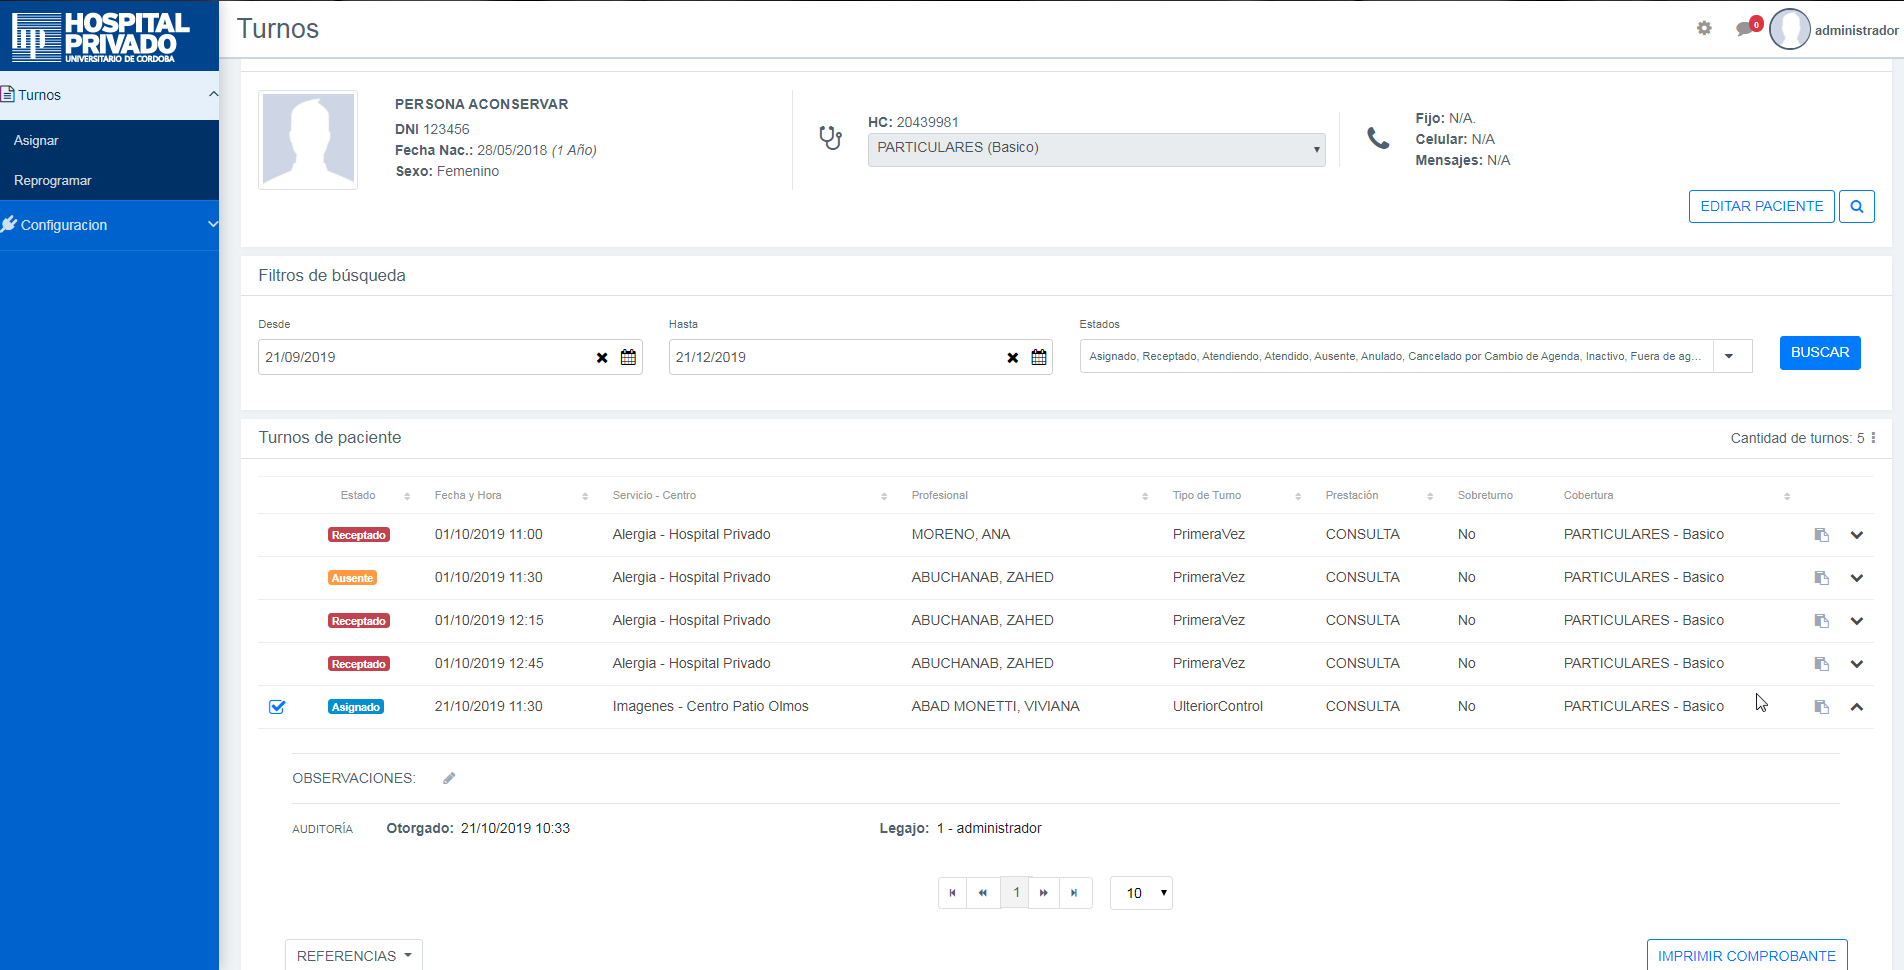 HOSPITAL
PRIVADO
UNIVERSITARIO DE CORDOBA
Turnos
0
administrador
Turnos
Asignar
Reprogramar
Configuracion
PERSONA ACONSERVAR
DNI 123456
Fecha Nac.: 28/05/2018 (1 Año)
Sexo: Femenino
HC: 20439981
PARTICULARES (Basico)
Fijo: N/A.
Celular: N/A
Mensajes: N/A
EDITAR PACIENTE
Filtros de búsqueda
Desde
21/09/2019
Hasta
21/12/2019
Estados
Asignado, Receptado, Atendiendo, Atendido, Ausente, Anulado, Cancelado por Cambio de Agenda, Inactivo, Fuera de ag...
BUSCAR
Turnos de paciente
Cantidad de turnos: 5
Estado Fecha y Hora Servicio - Centro Profesional Tipo de Turno Prestación Sobreturno Cobertura
Receptado 01/10/2019 11:00 Alergia - Hospital Privado MORENO, ANA PrimeraVez CONSULTA No PARTICULARES - Basico
Ausente 01/10/2019 11:30 Alergia - Hospital Privado ABUCHANAB, ZAHED PrimeraVez CONSULTA No PARTICULARES - Basico
Receptado 01/10/2019 12:15 Alergia - Hospital Privado ABUCHANAB, ZAHED PrimeraVez CONSULTA No PARTICULARES - Basico
Receptado 01/10/2019 12:45 Alergia - Hospital Privado ABUCHANAB, ZAHED PrimeraVez CONSULTA No PARTICULARES - Basico
Asignado 21/10/2019 11:30 Imagenes - Centro Patio Olmos ABAD MONETTI, VIVIANA UlteriorControl CONSULTA No PARTICULARES - Basico
OBSERVACIONES:
AUDITORÍA Otorgado: 21/10/2019 10:33 Legajo: 1 - administrador
1
10
REFERENCIAS
IMPRIMIR COMPROBANTE